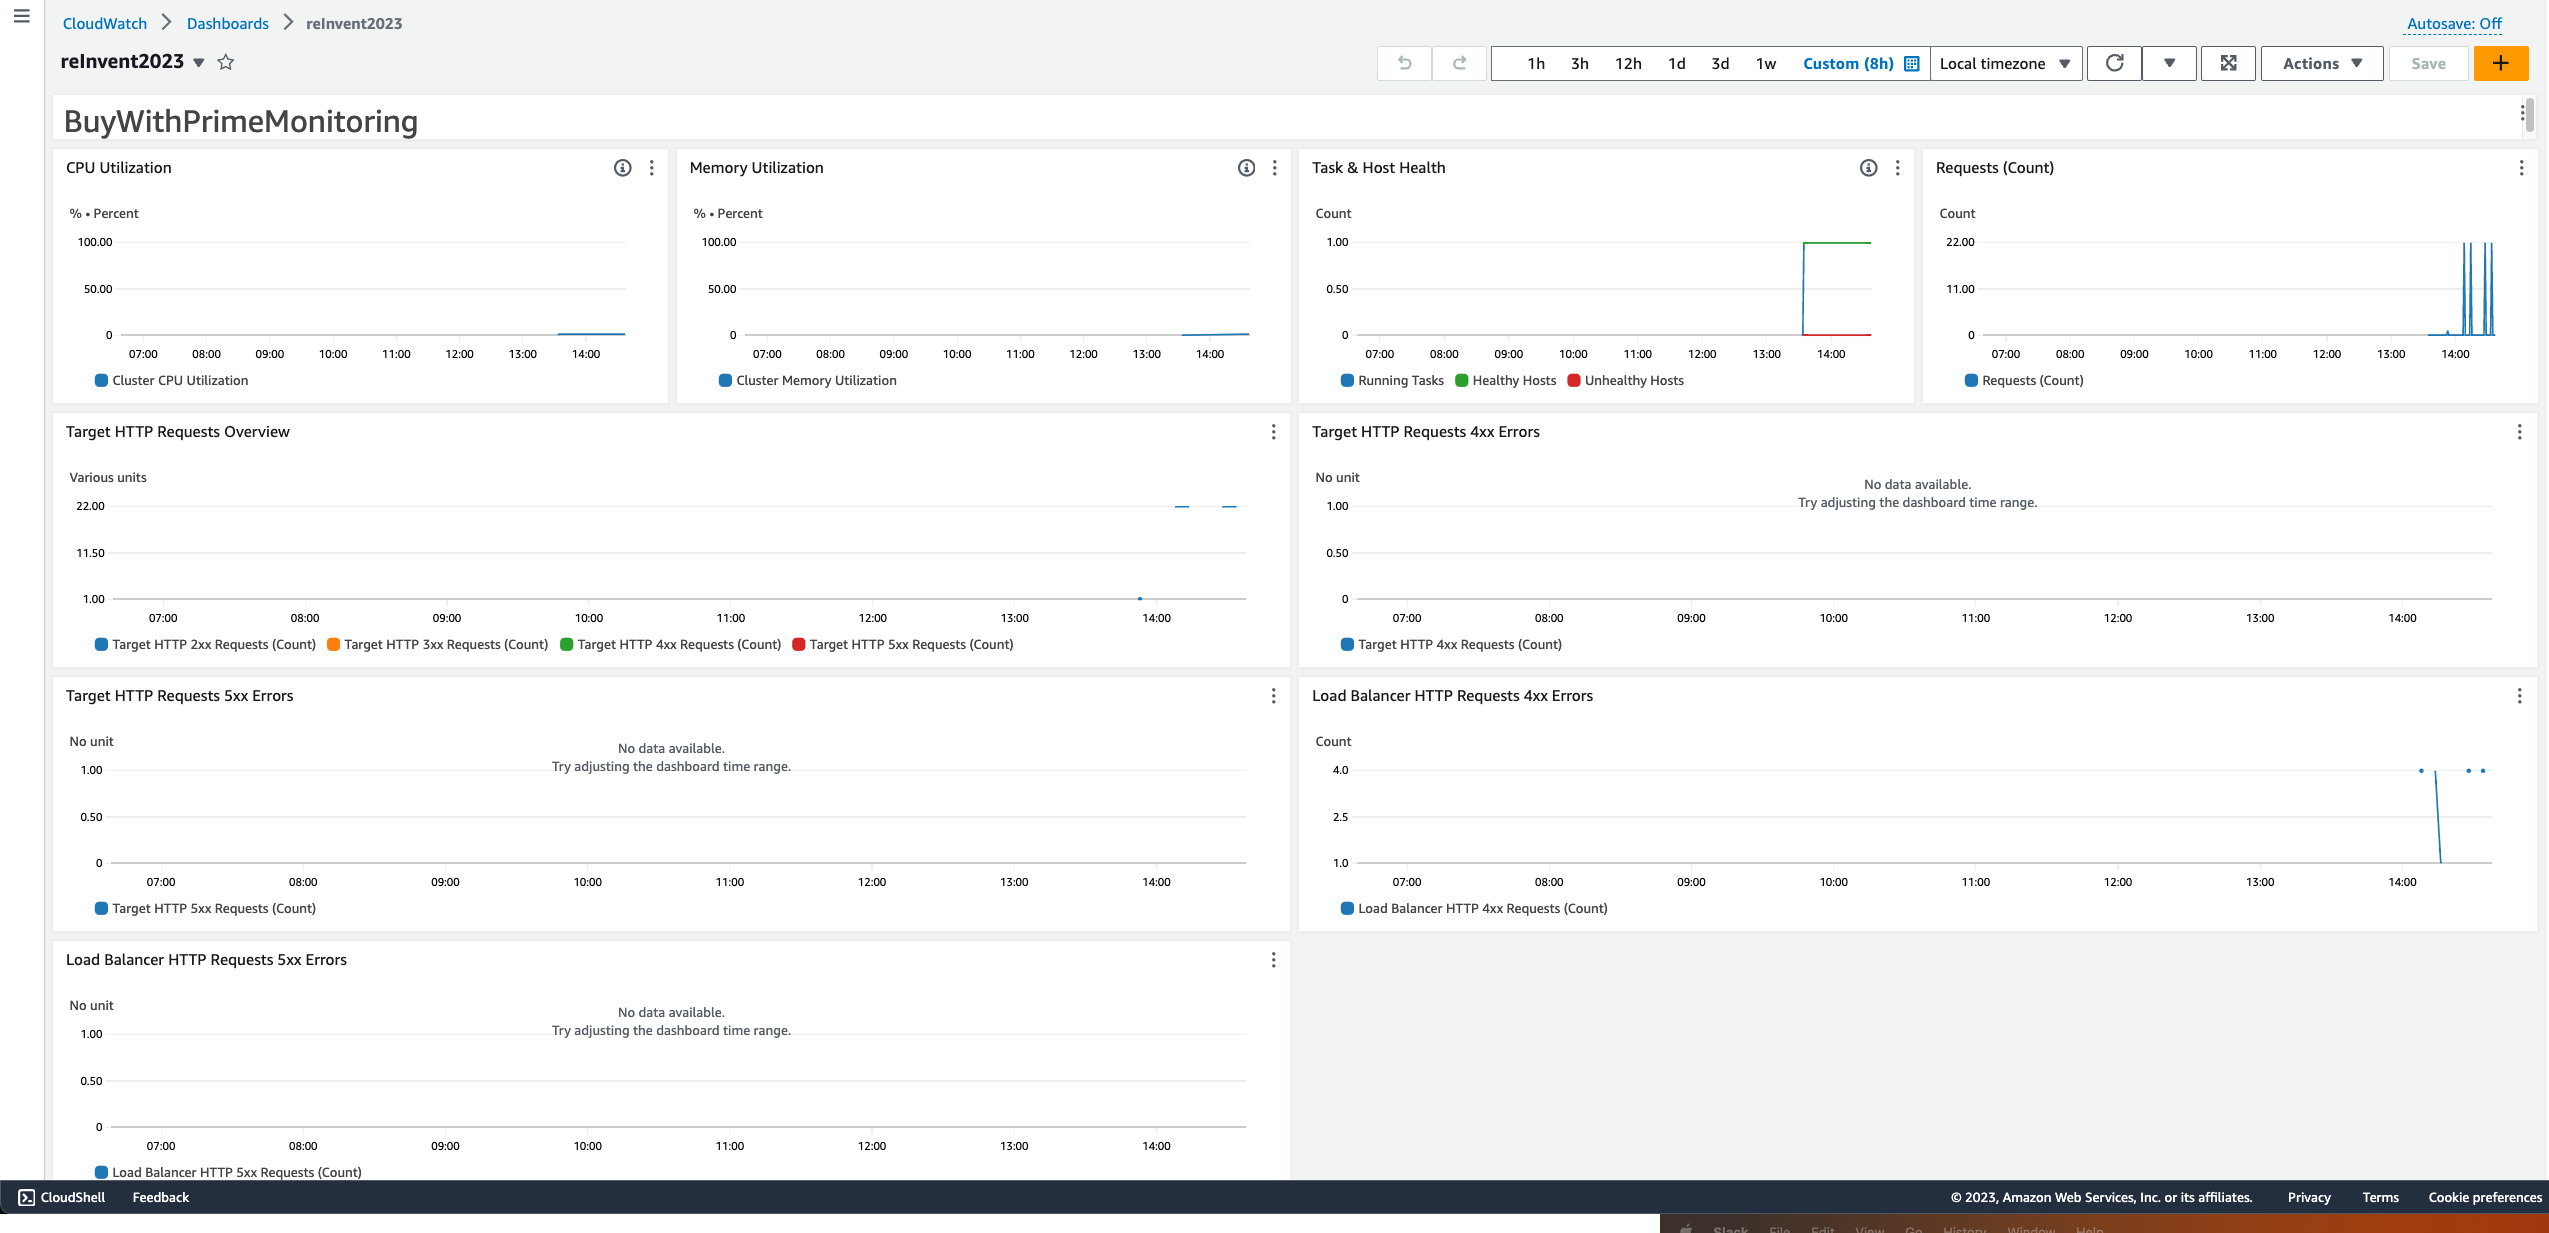 CloudWatch > Dashboards > reInvent2023
Autosave: Off
reInvent2023
1h 3h 12h 1d 3d 1w Custom (8h) Local timezone Actions Save +
BuyWithPrimeMonitoring
CPU Utilization
% • Percent
100.00
50.00
0
07:00 08:00 09:00 10:00 11:00 12:00 13:00 14:00
Cluster CPU Utilization
Memory Utilization
% • Percent
100.00
50.00
0
07:00 08:00 09:00 10:00 11:00 12:00 13:00 14:00
Cluster Memory Utilization
Task & Host Health
Count
1.00
0.50
0
07:00 08:00 09:00 10:00 11:00 12:00 13:00 14:00
Running Tasks Healthy Hosts Unhealthy Hosts
Requests (Count)
Count
22.00
11.00
0
07:00 08:00 09:00 10:00 11:00 12:00 13:00 14:00
Requests (Count)
Target HTTP Requests Overview
Various units
22.00
11.50
1.00
07:00 08:00 09:00 10:00 11:00 12:00 13:00 14:00
Target HTTP 2xx Requests (Count) Target HTTP 3xx Requests (Count) Target HTTP 4xx Requests (Count) Target HTTP 5xx Requests (Count)
Target HTTP Requests 4xx Errors
No unit
No data available.
Try adjusting the dashboard time range.
1.00
0.50
0
07:00 08:00 09:00 10:00 11:00 12:00 13:00 14:00
Target HTTP 4xx Requests (Count)
Target HTTP Requests 5xx Errors
No unit
No data available.
Try adjusting the dashboard time range.
1.00
0.50
0
07:00 08:00 09:00 10:00 11:00 12:00 13:00 14:00
Target HTTP 5xx Requests (Count)
Load Balancer HTTP Requests 4xx Errors
Count
4.0
2.5
1.0
07:00 08:00 09:00 10:00 11:00 12:00 13:00 14:00
Load Balancer HTTP 4xx Requests (Count)
Load Balancer HTTP Requests 5xx Errors
No unit
No data available.
Try adjusting the dashboard time range.
1.00
0.50
0
07:00 08:00 09:00 10:00 11:00 12:00 13:00 14:00
Load Balancer HTTP 5xx Requests (Count)
CloudShell Feedback © 2023, Amazon Web Services, Inc. or its affiliates. Privacy Terms Cookie preferences
Slack File Edit View Go History Window Help